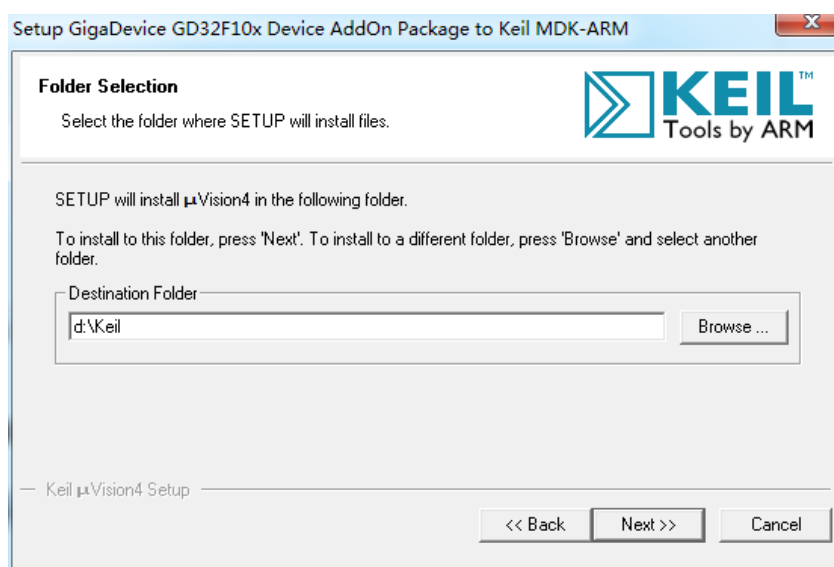 Setup GigaDevice GD32F10x Device AddOn Package to Keil MDK-ARM
Folder Selection
Select the folder where SETUP will install files.
KEIL™
Tools by ARM
SETUP will install µVision4 in the following folder.
To install to this folder, press 'Next'. To install to a different folder, press 'Browse' and select another
folder.
Destination Folder
d:\Keil
Browse ...
Keil µVision4 Setup
<< Back
Next >>
Cancel